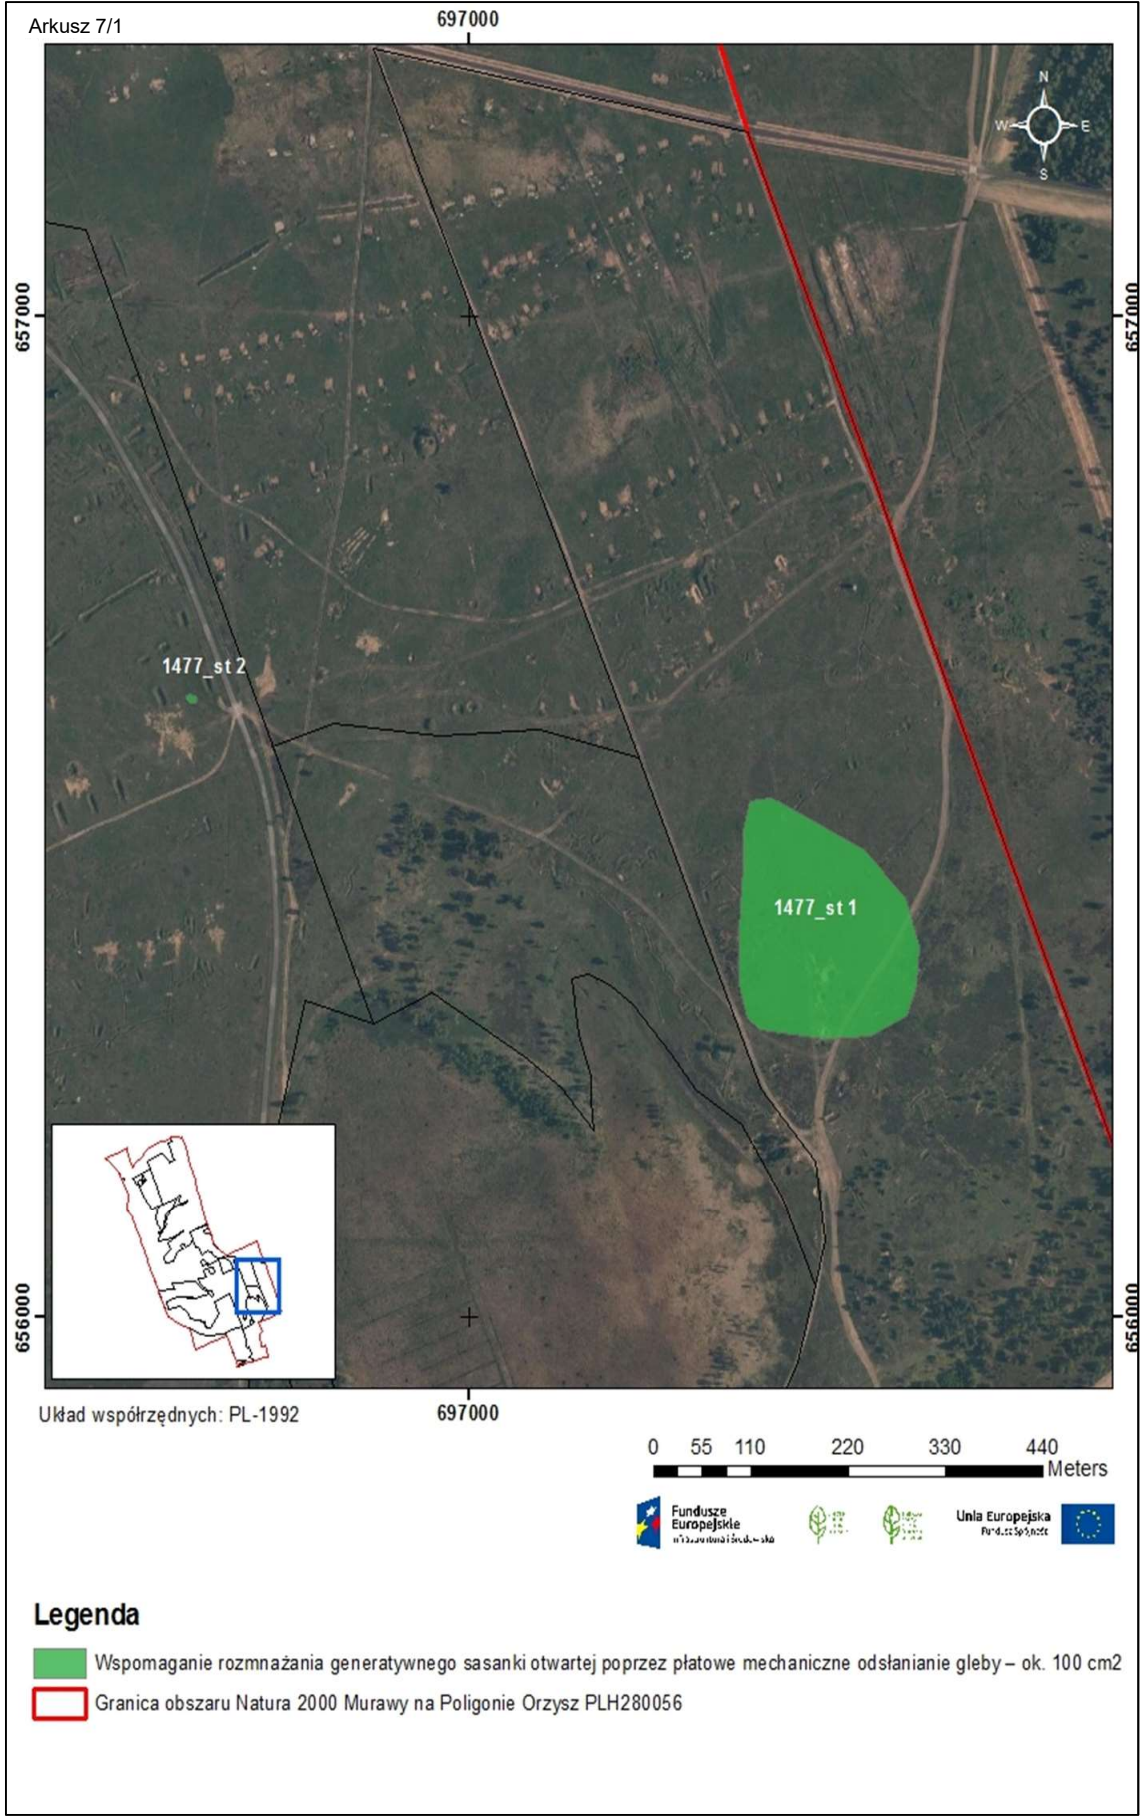 Arkusz 7/1
697000
N
W E
S
657000
657000
1477_st 2
1477_st 1
656000
656000
Układ współrzędnych: PL-1992
697000
0 55 110 220 330 440
Meters
Fundusze
Europejskie
Unia Europejska
Fundusz Spójności
Legenda
Wspomaganie rozmnażania generatywnego sasanki otwartej poprzez płatowe mechaniczne odsłanianie gleby – ok. 100 cm2
Granica obszaru Natura 2000 Murawy na Poligonie Orzysz PLH280056